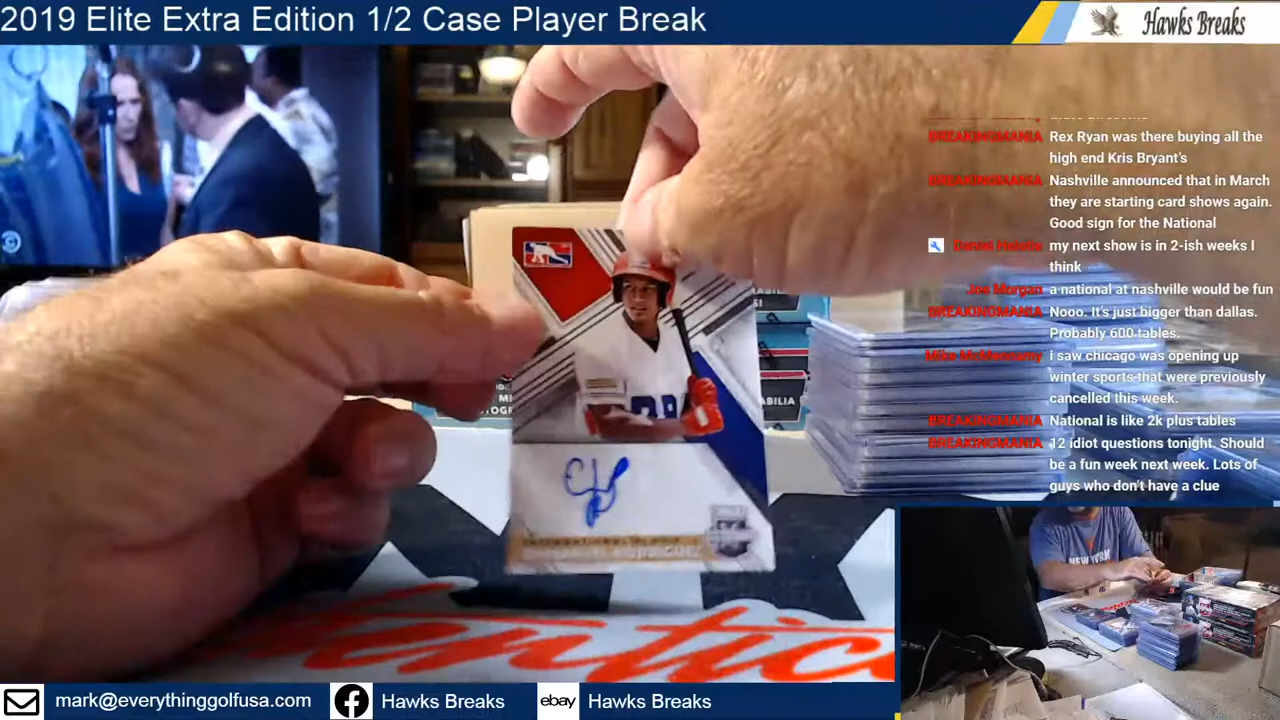 2019 Elite Extra Edition 1/2 Case Player Break
Hawks Breaks
BREAKINGMANIA Rex Ryan was there buying all the
high end Kris Bryant's
BREAKINGMANIA Nashville announced that in March
they are starting card shows again.
Good sign for the National
my next show is in 2-ish weeks I
think
Joe Morgan a national at nashville would be fun
BREAKINGMANIA Nooo. It's just bigger than dallas.
Probably 600 tables.
Mike i saw chicago was opening up
winter sports that were previously
cancelled this week.
BREAKINGMANIA National is like 2k plus tables
BREAKINGMANIA 12 idiot questions tonight. Should
be a fun week next week. Lots of
guys who don't have a clue
NEW YORK
mark@everythinggolfusa.com
Hawks Breaks
ebay Hawks Breaks